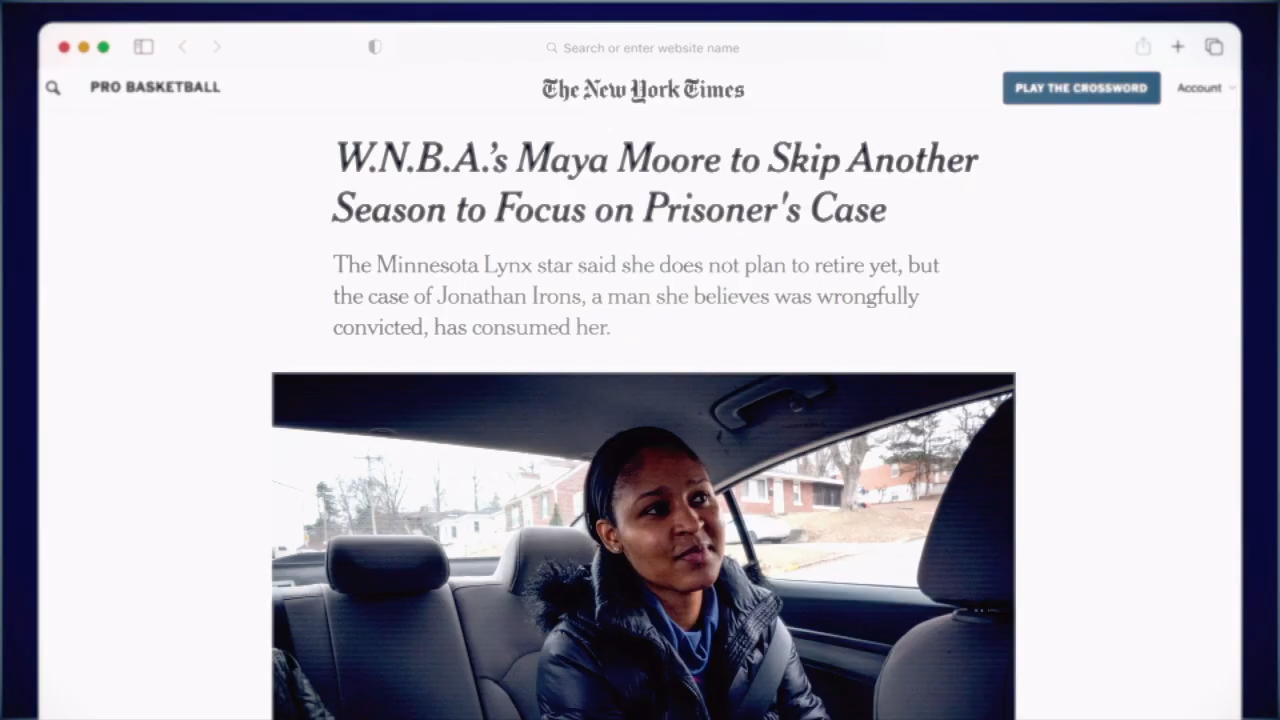 Search or enter website name
PRO BASKETBALL
The New York Times
PLAY THE CROSSWORD
Account
W.N.B.A.’s Maya Moore to Skip Another
Season to Focus on Prisoner's Case
The Minnesota Lynx star said she does not plan to retire yet, but
the case of Jonathan Irons, a man she believes was wrongfully
convicted, has consumed her.